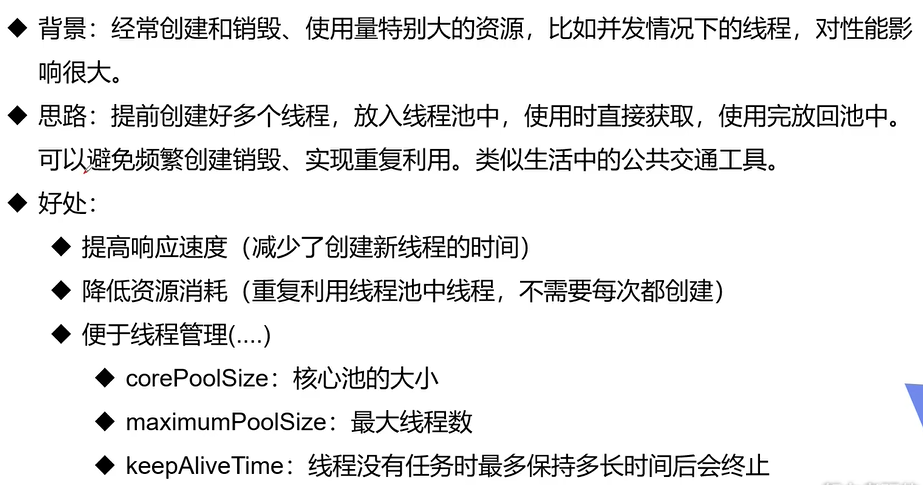 ◆ 背景：经常创建和销毁、使用量特别大的资源，比如并发情况下的线程，对性能影
响很大。
◆ 思路：提前创建好多个线程，放入线程池中，使用时直接获取，使用完放回池中。
可以避免频繁创建销毁、实现重复利用。类似生活中的公共交通工具。
◆ 好处：
◆ 提高响应速度（减少了创建新线程的时间）
◆ 降低资源消耗（重复利用线程池中线程，不需要每次都创建）
◆ 便于线程管理(....)
◆ corePoolSize：核心池的大小
◆ maximumPoolSize：最大线程数
◆ keepAliveTime：线程没有任务时最多保持多长时间后会终止